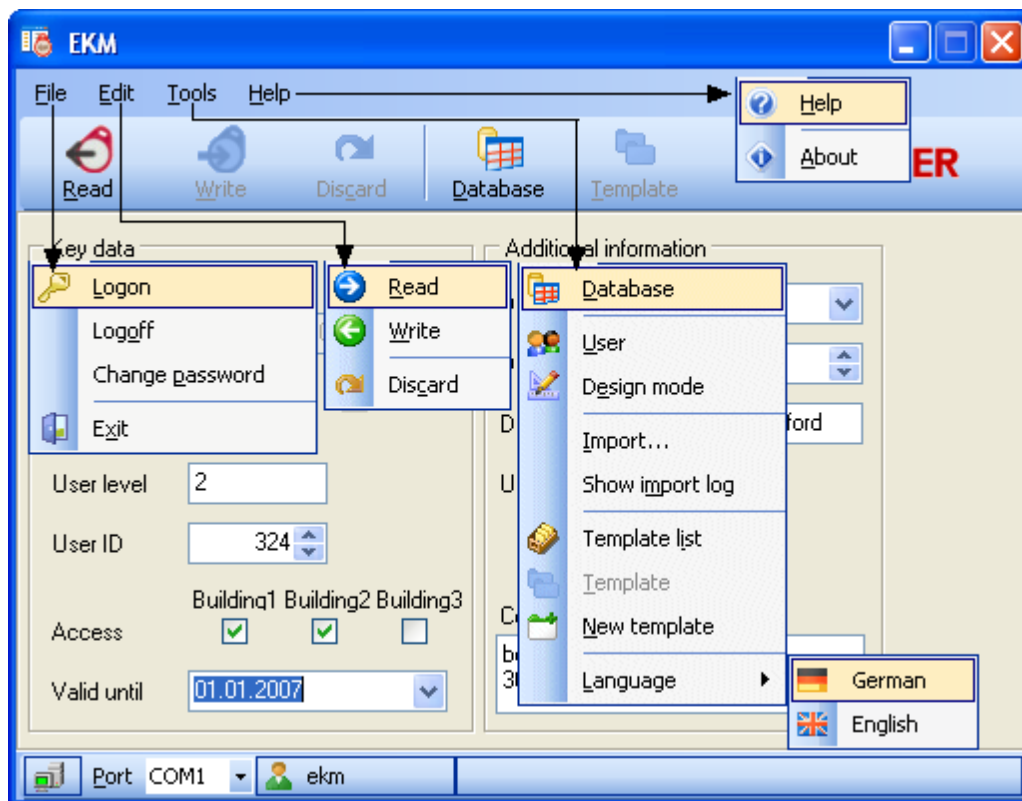 EKM
File Edit Tools Help
Help
About
Read Write Discard Database Template
ER
Key data
Additional information
Logon
Logoff
Change password
Exit
Read
Write
Discard
Database
User
Design mode
Import...
Show import log
Template list
Template
New template
Language
German
English
ford
User level 2
User ID 324
Building1 Building2 Building3
Access
Valid until 01.01.2007
Port COM1 ekm